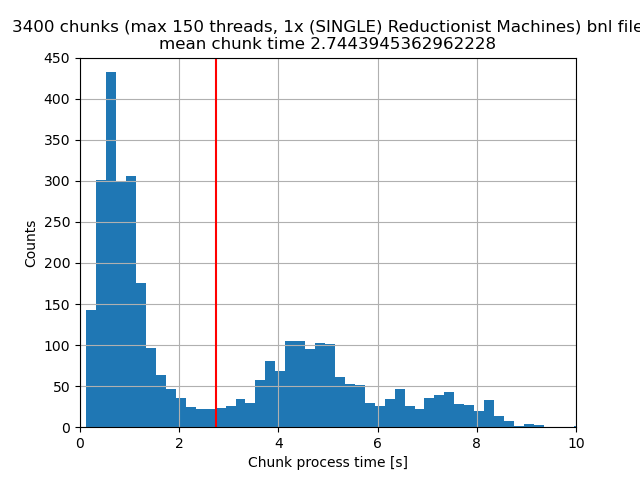 3400 chunks (max 150 threads, 1x (SINGLE) Reductionist Machines) bnl file
mean chunk time 2.7443945362962228
450
400
350
300
250
200
150
100
50
0
Counts
0 2 4 6 8 10
Chunk process time [s]